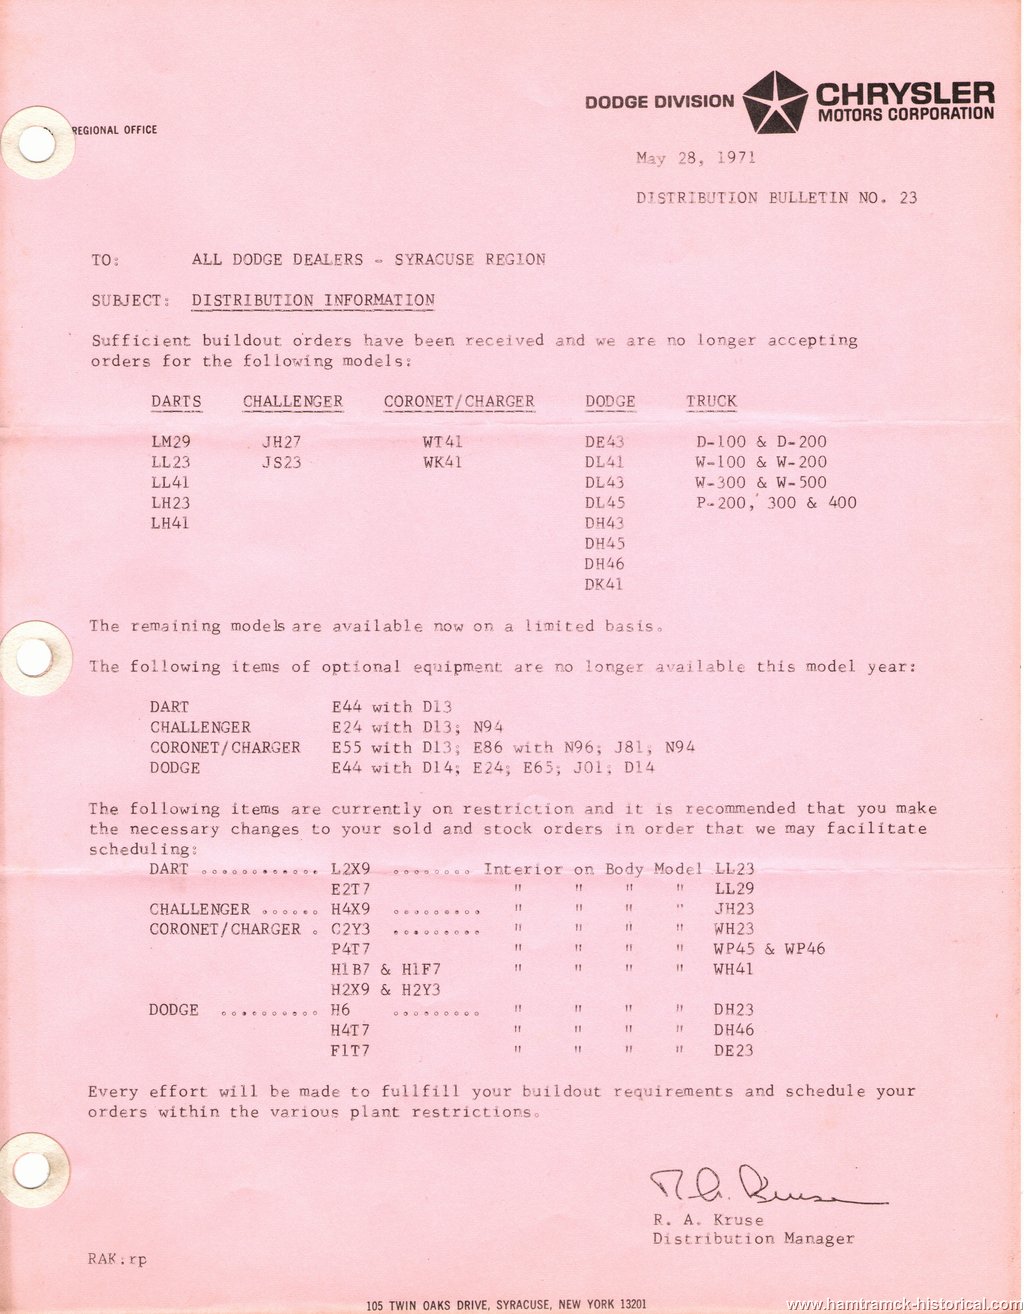 DODGE DIVISION CHRYSLER
MOTORS CORPORATION
REGIONAL OFFICE
May 28, 1971
DISTRIBUTION BULLETIN NO. 23
TO: ALL DODGE DEALERS - SYRACUSE REGION
SUBJECT: DISTRIBUTION INFORMATION
Sufficient buildout orders have been received and we are no longer accepting
orders for the following models:
DARTS CHALLENGER CORONET/CHARGER DODGE TRUCK
LM29 JH27 WT41 DE43 D-100 & D-200
LL23 JS23 WK41 DL41 W-100 & W-200
LL41 DL43 W-300 & W-500
LH23 DL45 P-200, 300 & 400
LH41 DH43
DH45
DH46
DK41
The remaining models are available now on a limited basis.
The following items of optional equipment are no longer available this model year:
DART E44 with D13
CHALLENGER E24 with D13; N94
CORONET/CHARGER E55 with D13; E86 with N96; J81; N94
DODGE E44 with D14; E24; E65; J01; D14
The following items are currently on restriction and it is recommended that you make
the necessary changes to your sold and stock orders in order that we may facilitate
scheduling:
DART ............ L2X9 ........ Interior on Body Model LL23
E2T7 " " " " LL29
CHALLENGER ...... H4X9 ......... " " " " JH23
CORONET/CHARGER . C2Y3 ......... " " " " WH23
P4T7 " " " " WP45 & WP46
H1B7 & H1F7 " " " " WH41
H2X9 & H2Y3
DODGE .......... H6 ......... " " " " DH23
H4T7 " " " " DH46
F1T7 " " " " DE23
Every effort will be made to fullfill your buildout requirements and schedule your
orders within the various plant restrictions.
R. A. Kruse
R. A. Kruse
Distribution Manager
RAK:rp
105 TWIN OAKS DRIVE, SYRACUSE, NEW YORK 13201
www.hamtramck-historical.com